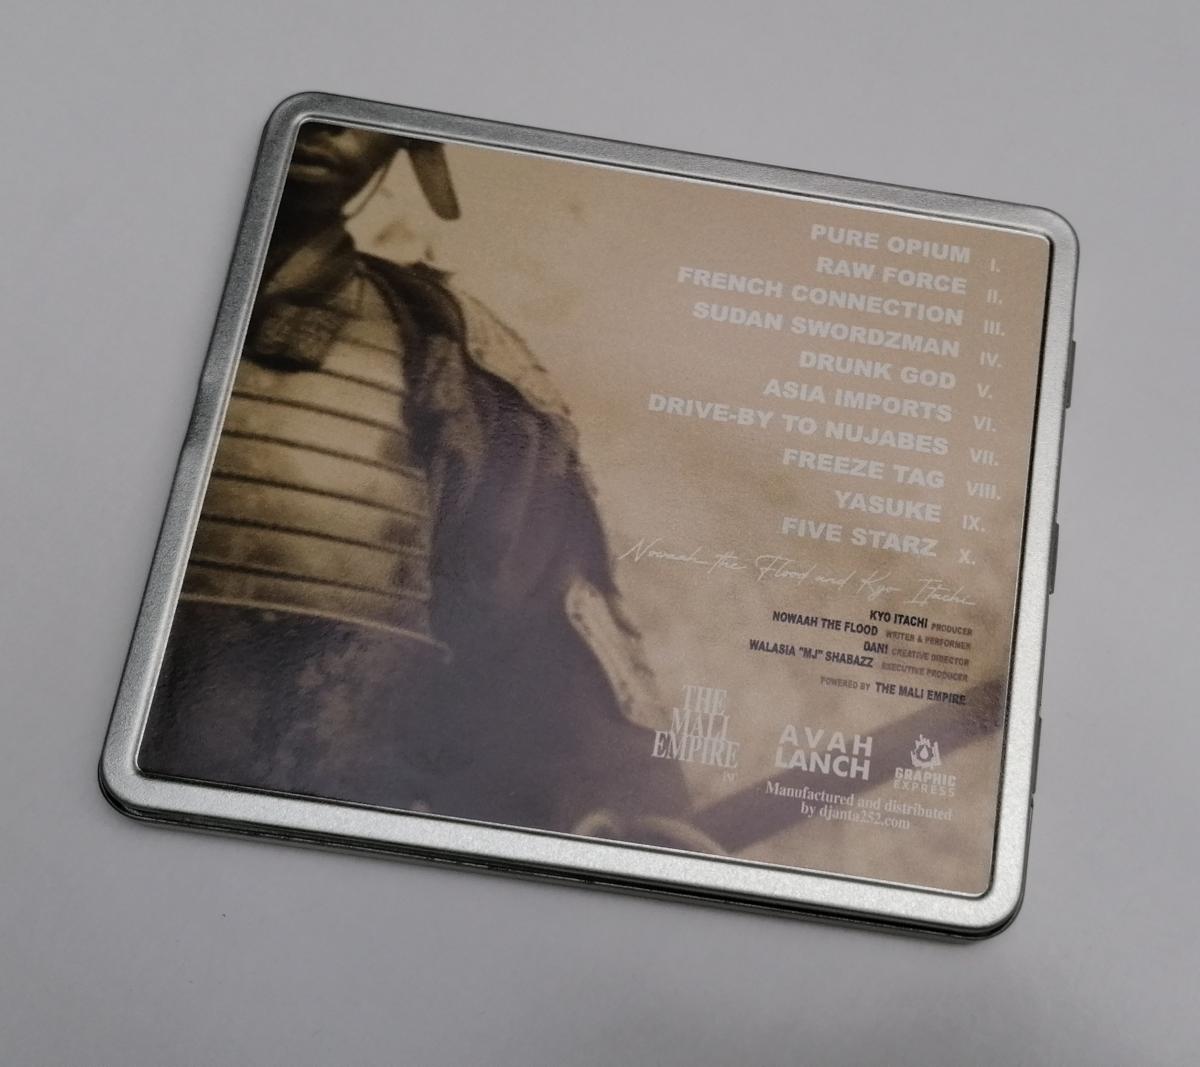 PURE OPIUM I.
RAW FORCE II.
FRENCH CONNECTION III.
SUDAN SWORDZMAN IV.
DRUNK GOD V.
ASIA IMPORTS VI.
DRIVE-BY TO NUJABES VII.
FREEZE TAG VIII.
YASUKE IX.
FIVE STARZ X.
Nowaah the Flood and Kyo Itachi
KYO ITACHI PRODUCER
NOWAAH THE FLOOD WRITER & PERFORMER
DAN! CREATIVE DIRECTOR
WALASIA "MJ" SHABAZZ EXECUTIVE PRODUCER
POWERED BY THE MALI EMPIRE
THE
MALI
EMPIRE
INC
AVAH
LANCH
GRAPHIC
EXPRESS
Manufactured and distributed
by djanta252.com